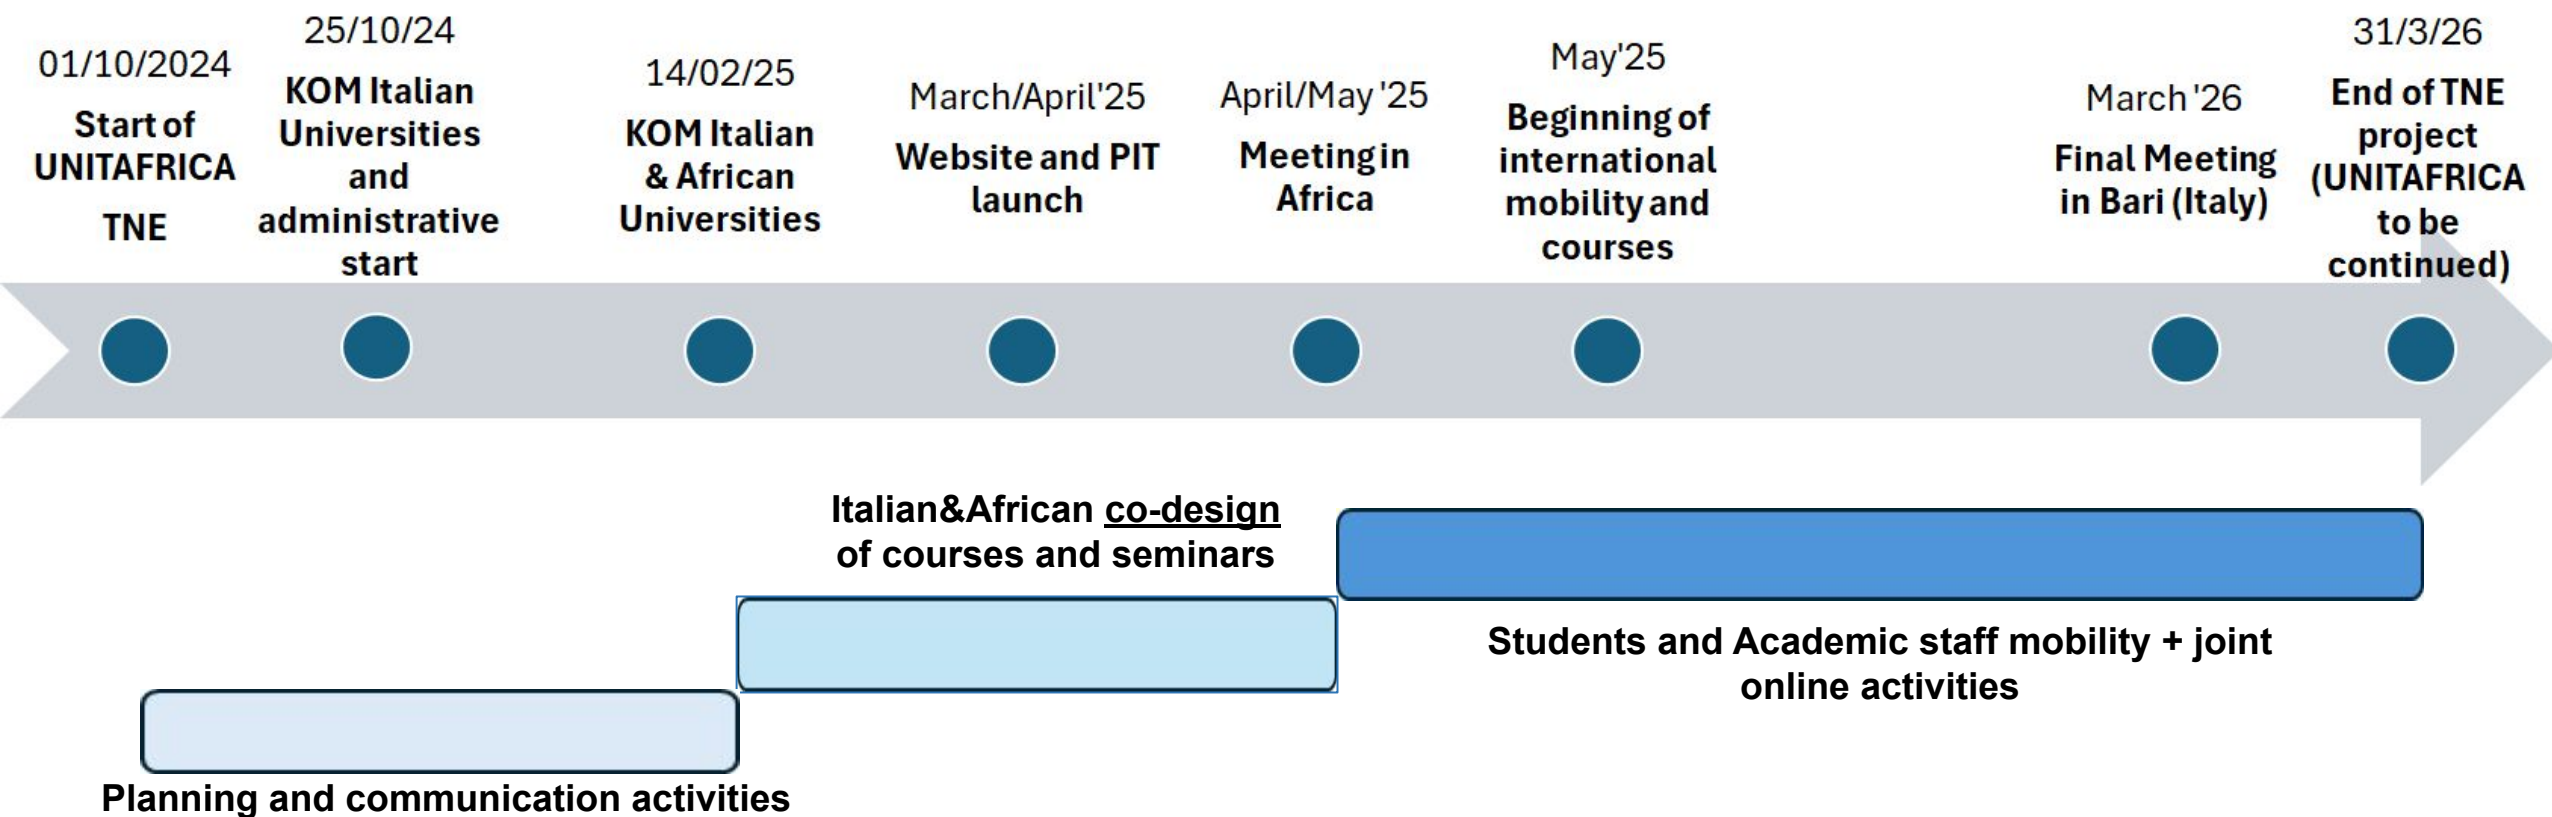 01/10/2024
Start of
UNITAFRICA
TNE
25/10/24
KOM Italian
Universities
and
administrative
start
14/02/25
KOM Italian
& African
Universities
March/April'25
Website and PIT
launch
April/May '25
Meeting in
Africa
May'25
Beginning of
international
mobility and
courses
March '26
Final Meeting
in Bari (Italy)
31/3/26
End of TNE
project
(UNITAFRICA
to be
continued)
Italian&African co-design
of courses and seminars
Students and Academic staff mobility + joint
online activities
Planning and communication activities